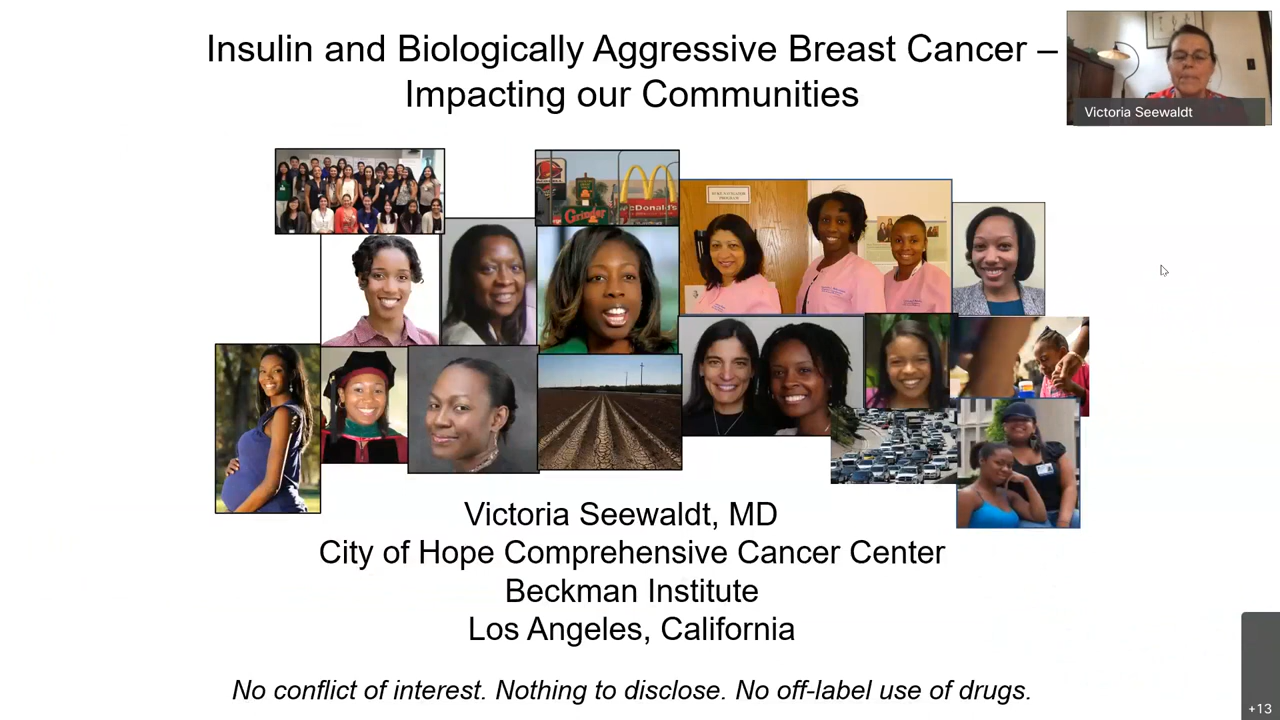 Insulin and Biologically Aggressive Breast Cancer –
Impacting our Communities
Victoria Seewaldt
Grinder
McDonald's
Victoria Seewaldt, MD
City of Hope Comprehensive Cancer Center
Beckman Institute
Los Angeles, California
No conflict of interest. Nothing to disclose. No off-label use of drugs.
+13